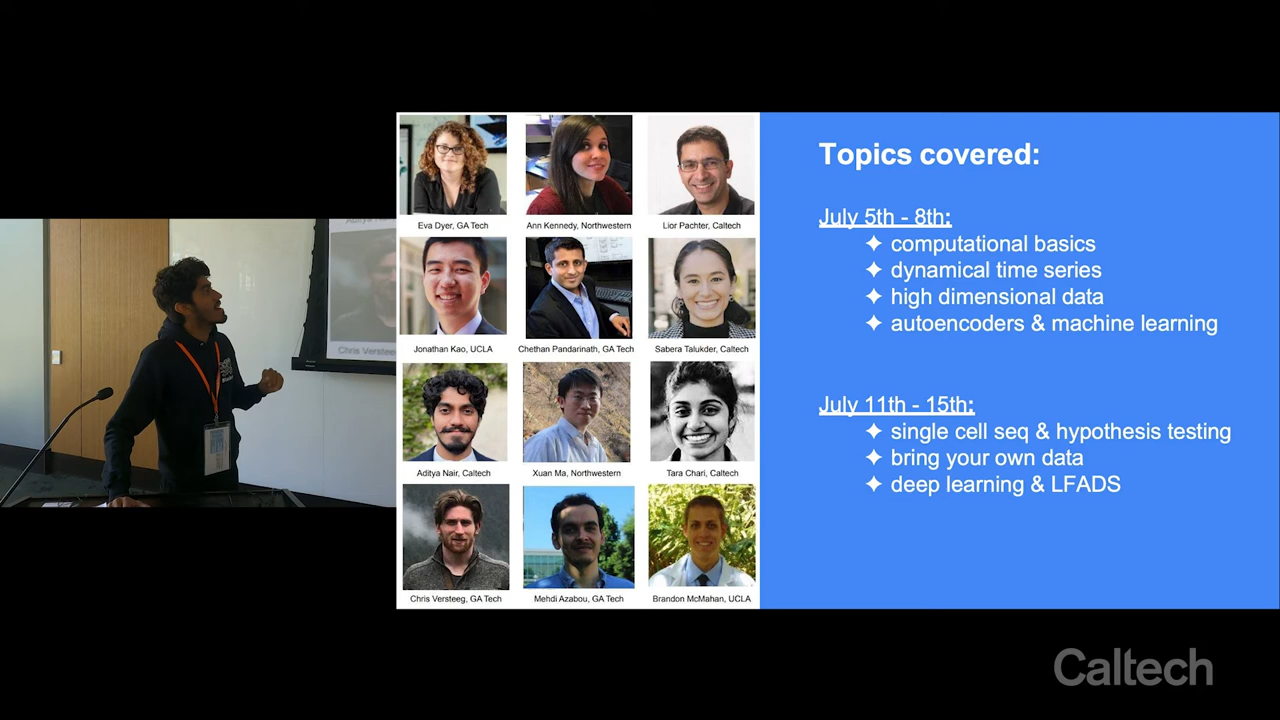 Chris Versteeg
Eva Dyer, GA Tech
Ann Kennedy, Northwestern
Lior Pachter, Caltech
Jonathan Kao, UCLA
Chethan Pandarinath, GA Tech
Sabera Talukder, Caltech
Aditya Nair, Caltech
Xuan Ma, Northwestern
Tara Chari, Caltech
Chris Versteeg, GA Tech
Mehdi Azabou, GA Tech
Brandon McMahan, UCLA
Topics covered:
July 5th - 8th:
✦ computational basics
✦ dynamical time series
✦ high dimensional data
✦ autoencoders & machine learning
July 11th - 15th:
✦ single cell seq & hypothesis testing
✦ bring your own data
✦ deep learning & LFADS
Caltech